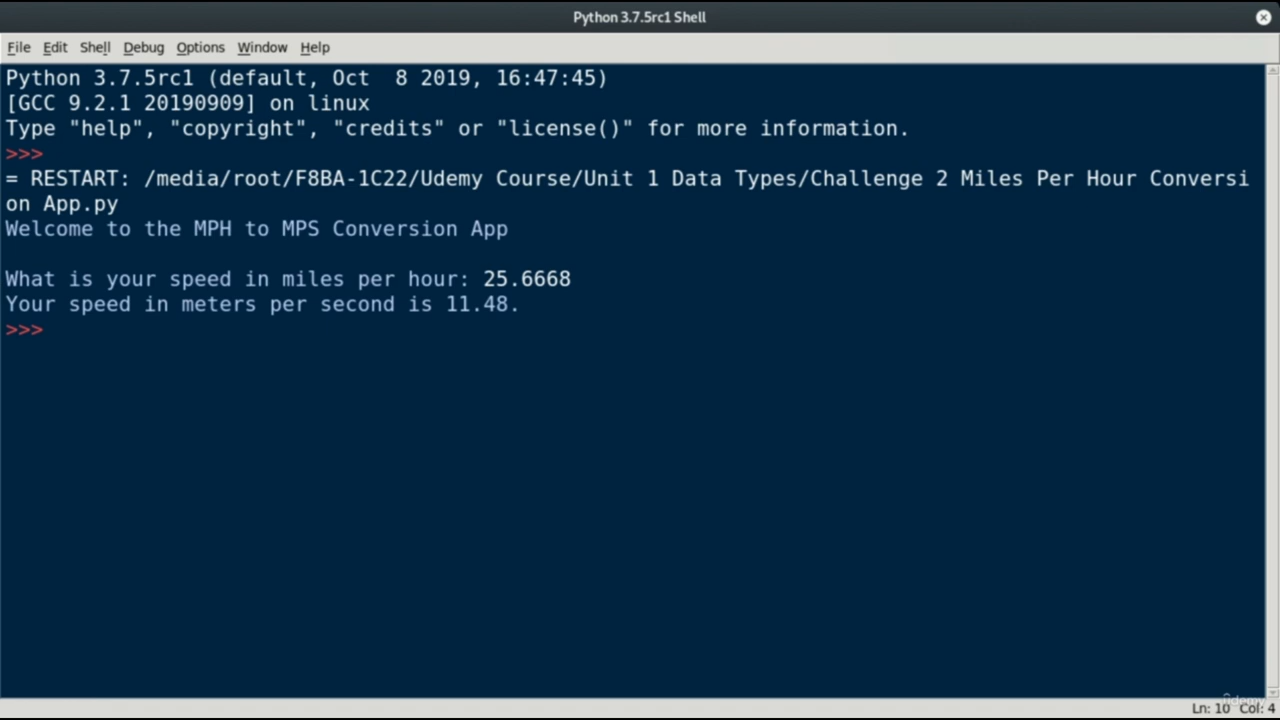 Python 3.7.5rc1 Shell
File Edit Shell Debug Options Window Help
Python 3.7.5rc1 (default, Oct  8 2019, 16:47:45)
[GCC 9.2.1 20190909] on linux
Type "help", "copyright", "credits" or "license()" for more information.
>>>
= RESTART: /media/root/F8BA-1C22/Udemy Course/Unit 1 Data Types/Challenge 2 Miles Per Hour Conversi
on App.py
Welcome to the MPH to MPS Conversion App
What is your speed in miles per hour: 25.6668
Your speed in meters per second is 11.48.
>>>
ûdemy
Ln: 10 Col: 4